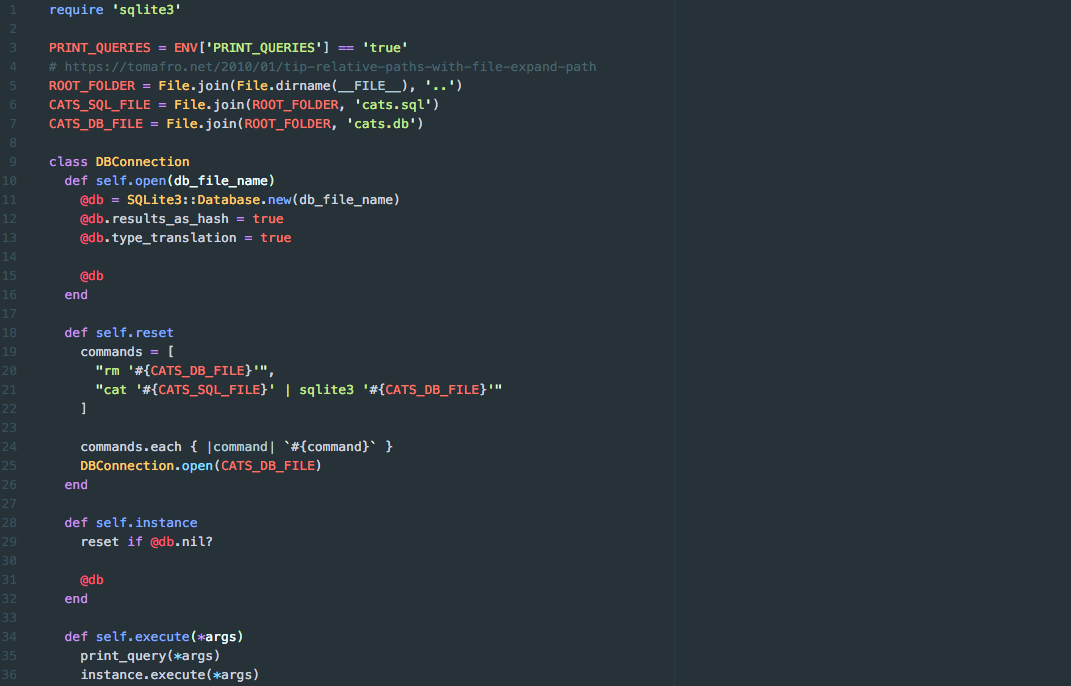 1 require 'sqlite3'
2
3 PRINT_QUERIES = ENV['PRINT_QUERIES'] == 'true'
4 # https://tomafro.net/2010/01/tip-relative-paths-with-file-expand-path
5 ROOT_FOLDER = File.join(File.dirname(__FILE__), '..')
6 CATS_SQL_FILE = File.join(ROOT_FOLDER, 'cats.sql')
7 CATS_DB_FILE = File.join(ROOT_FOLDER, 'cats.db')
8
9 class DBConnection
10   def self.open(db_file_name)
11     @db = SQLite3::Database.new(db_file_name)
12     @db.results_as_hash = true
13     @db.type_translation = true
14
15     @db
16   end
17
18   def self.reset
19     commands = [
20       "rm '#{CATS_DB_FILE}'",
21       "cat '#{CATS_SQL_FILE}' | sqlite3 '#{CATS_DB_FILE}'"
22     ]
23
24     commands.each { |command| `#{command}` }
25     DBConnection.open(CATS_DB_FILE)
26   end
27
28   def self.instance
29     reset if @db.nil?
30
31     @db
32   end
33
34   def self.execute(*args)
35     print_query(*args)
36     instance.execute(*args)